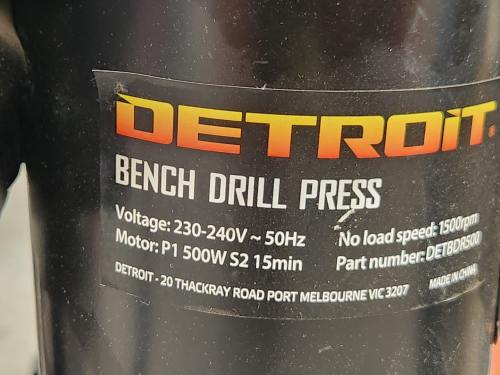 DETROIT
BENCH DRILL PRESS
Voltage: 230-240V ~ 50Hz No load speed: 1500rpm
Motor: P1 500W S2 15min Part number: DETBDR500
DETROIT - 20 THACKRAY ROAD PORT MELBOURNE VIC 3207 MADE IN CHINA